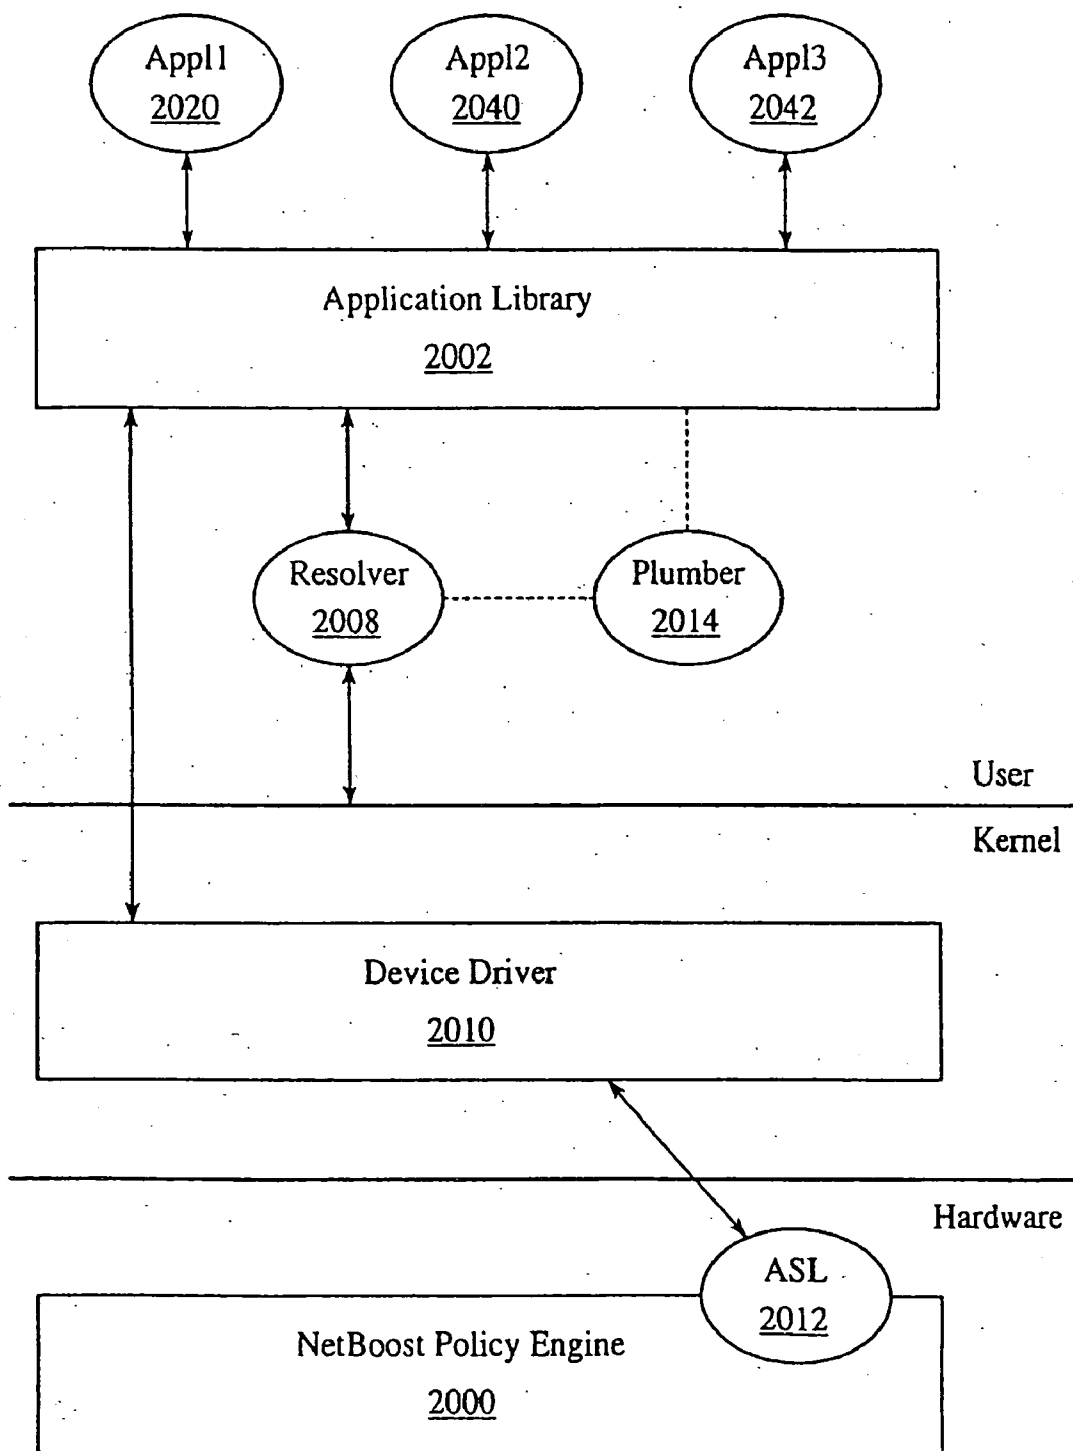 Appl1
2020
Appl2
2040
Appl3
2042
Application Library
2002
Resolver
2008
Plumber
2014
User
Kernel
Device Driver
2010
Hardware
ASL
2012
NetBoost Policy Engine
2000